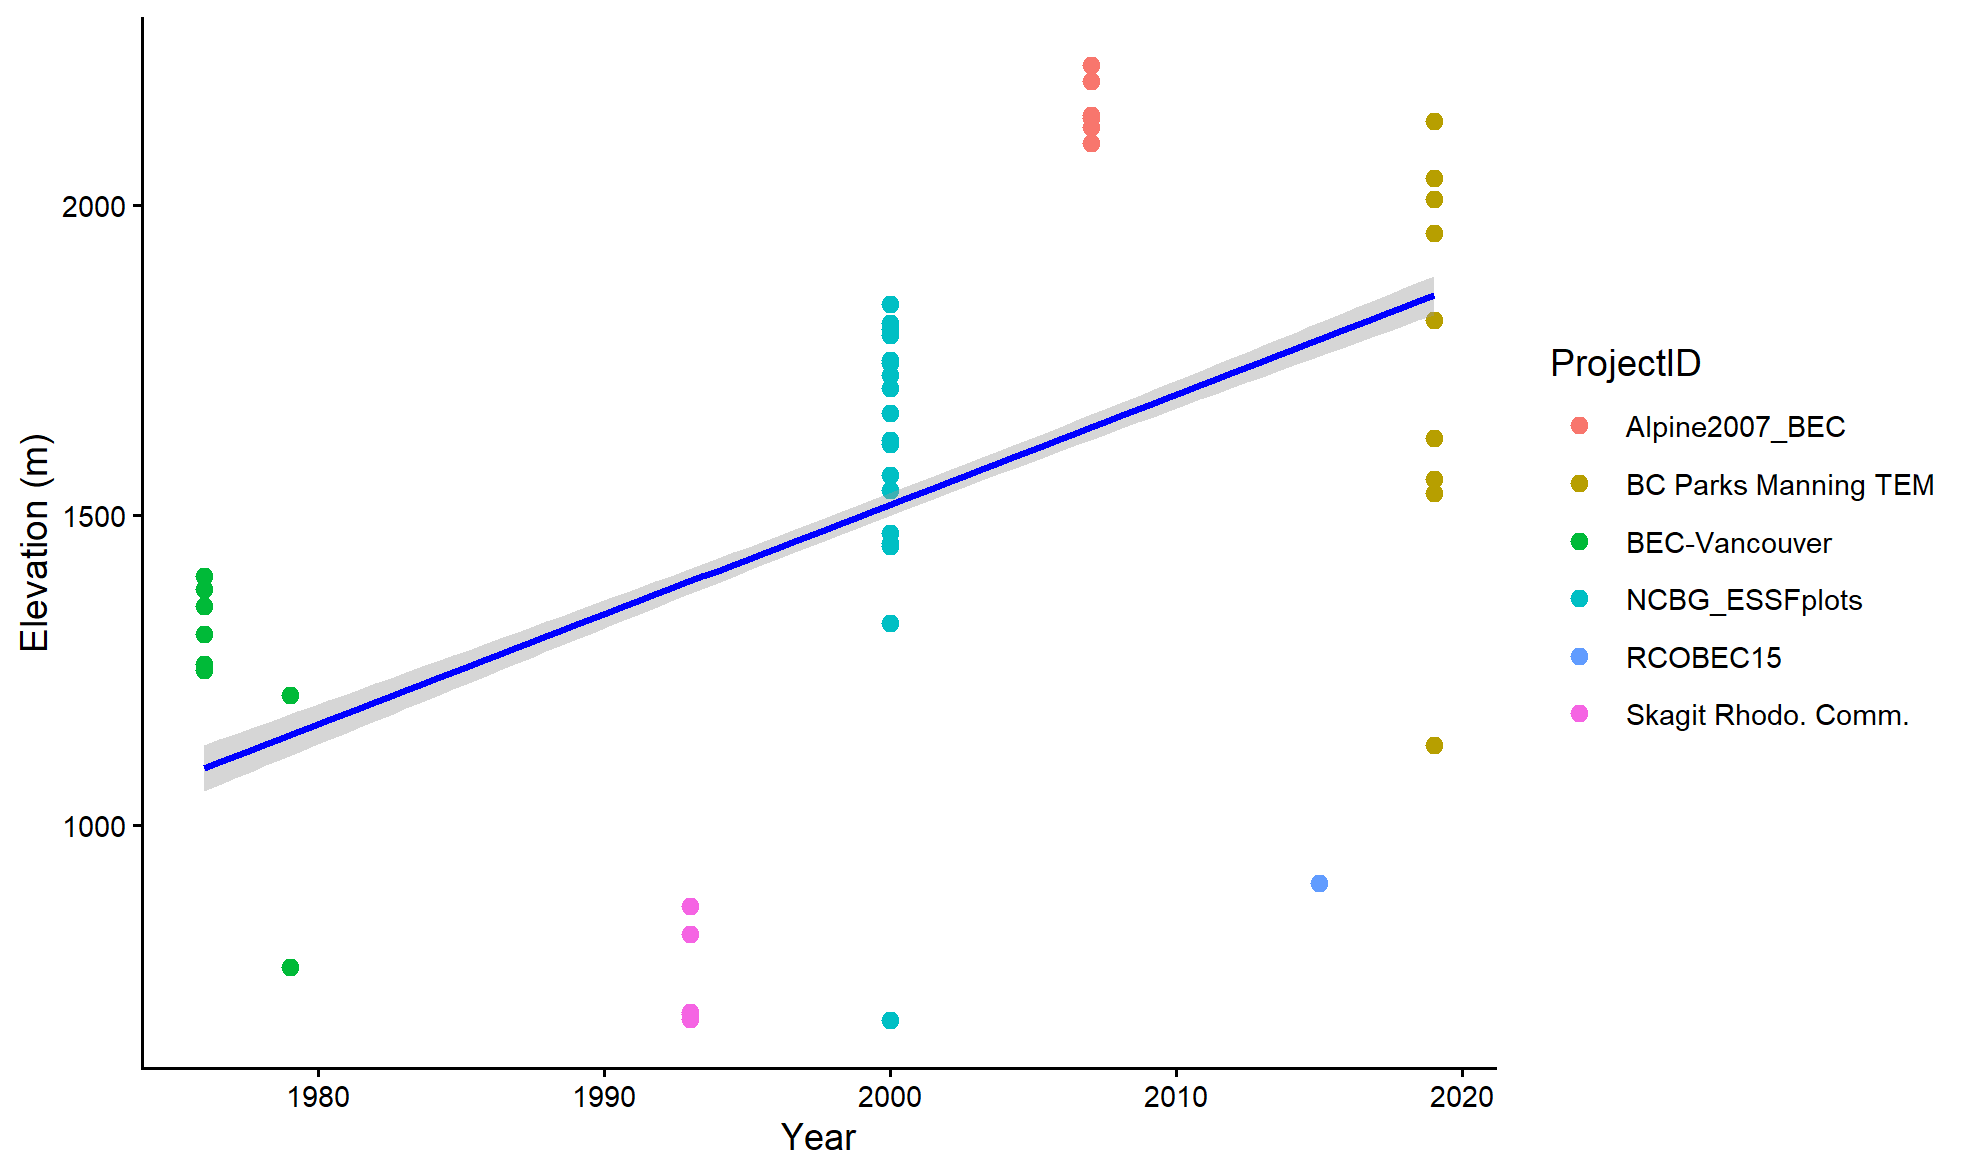 Elevation (m)
2000
1500
1000
1980
1990
2000
2010
2020
Year
ProjectID
Alpine2007_BEC
BC Parks Manning TEM
BEC-Vancouver
NCBG_ESSFplots
RCOBEC15
Skagit Rhodo. Comm.